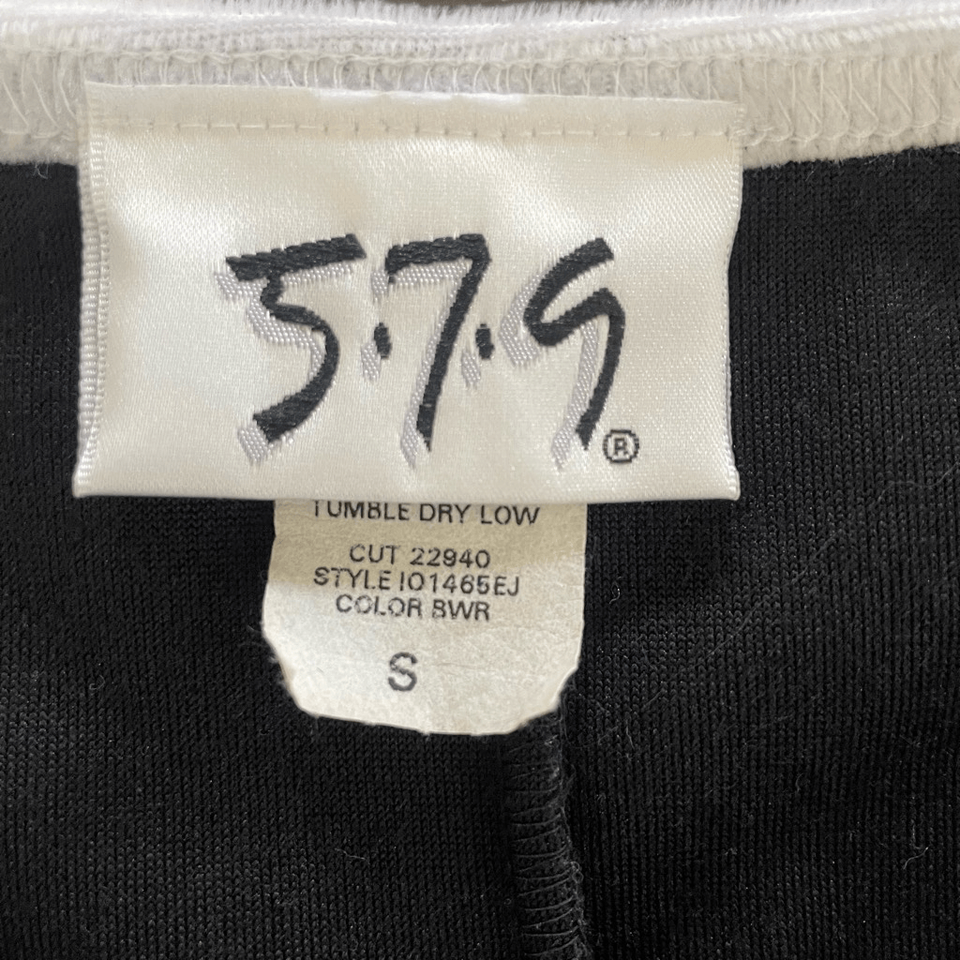 5.7.9
®
TUMBLE DRY LOW
CUT 22940
STYLE I01465EJ
COLOR BWR
S